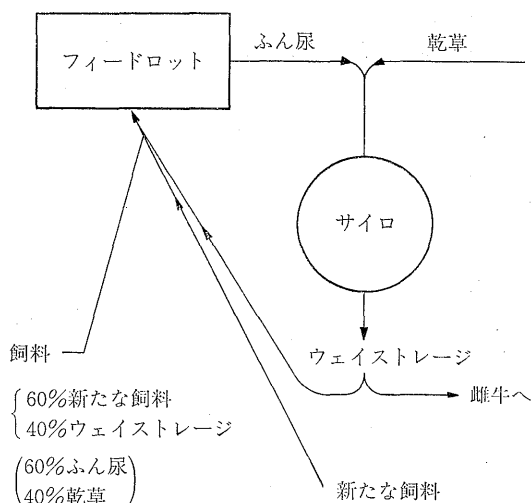 フィードロット
ふん尿
乾草
サイロ
ウェイストレージ
雌牛へ
飼料
60%新たな飼料
40%ウェイストレージ
60%ふん尿
40%乾草
新たな飼料